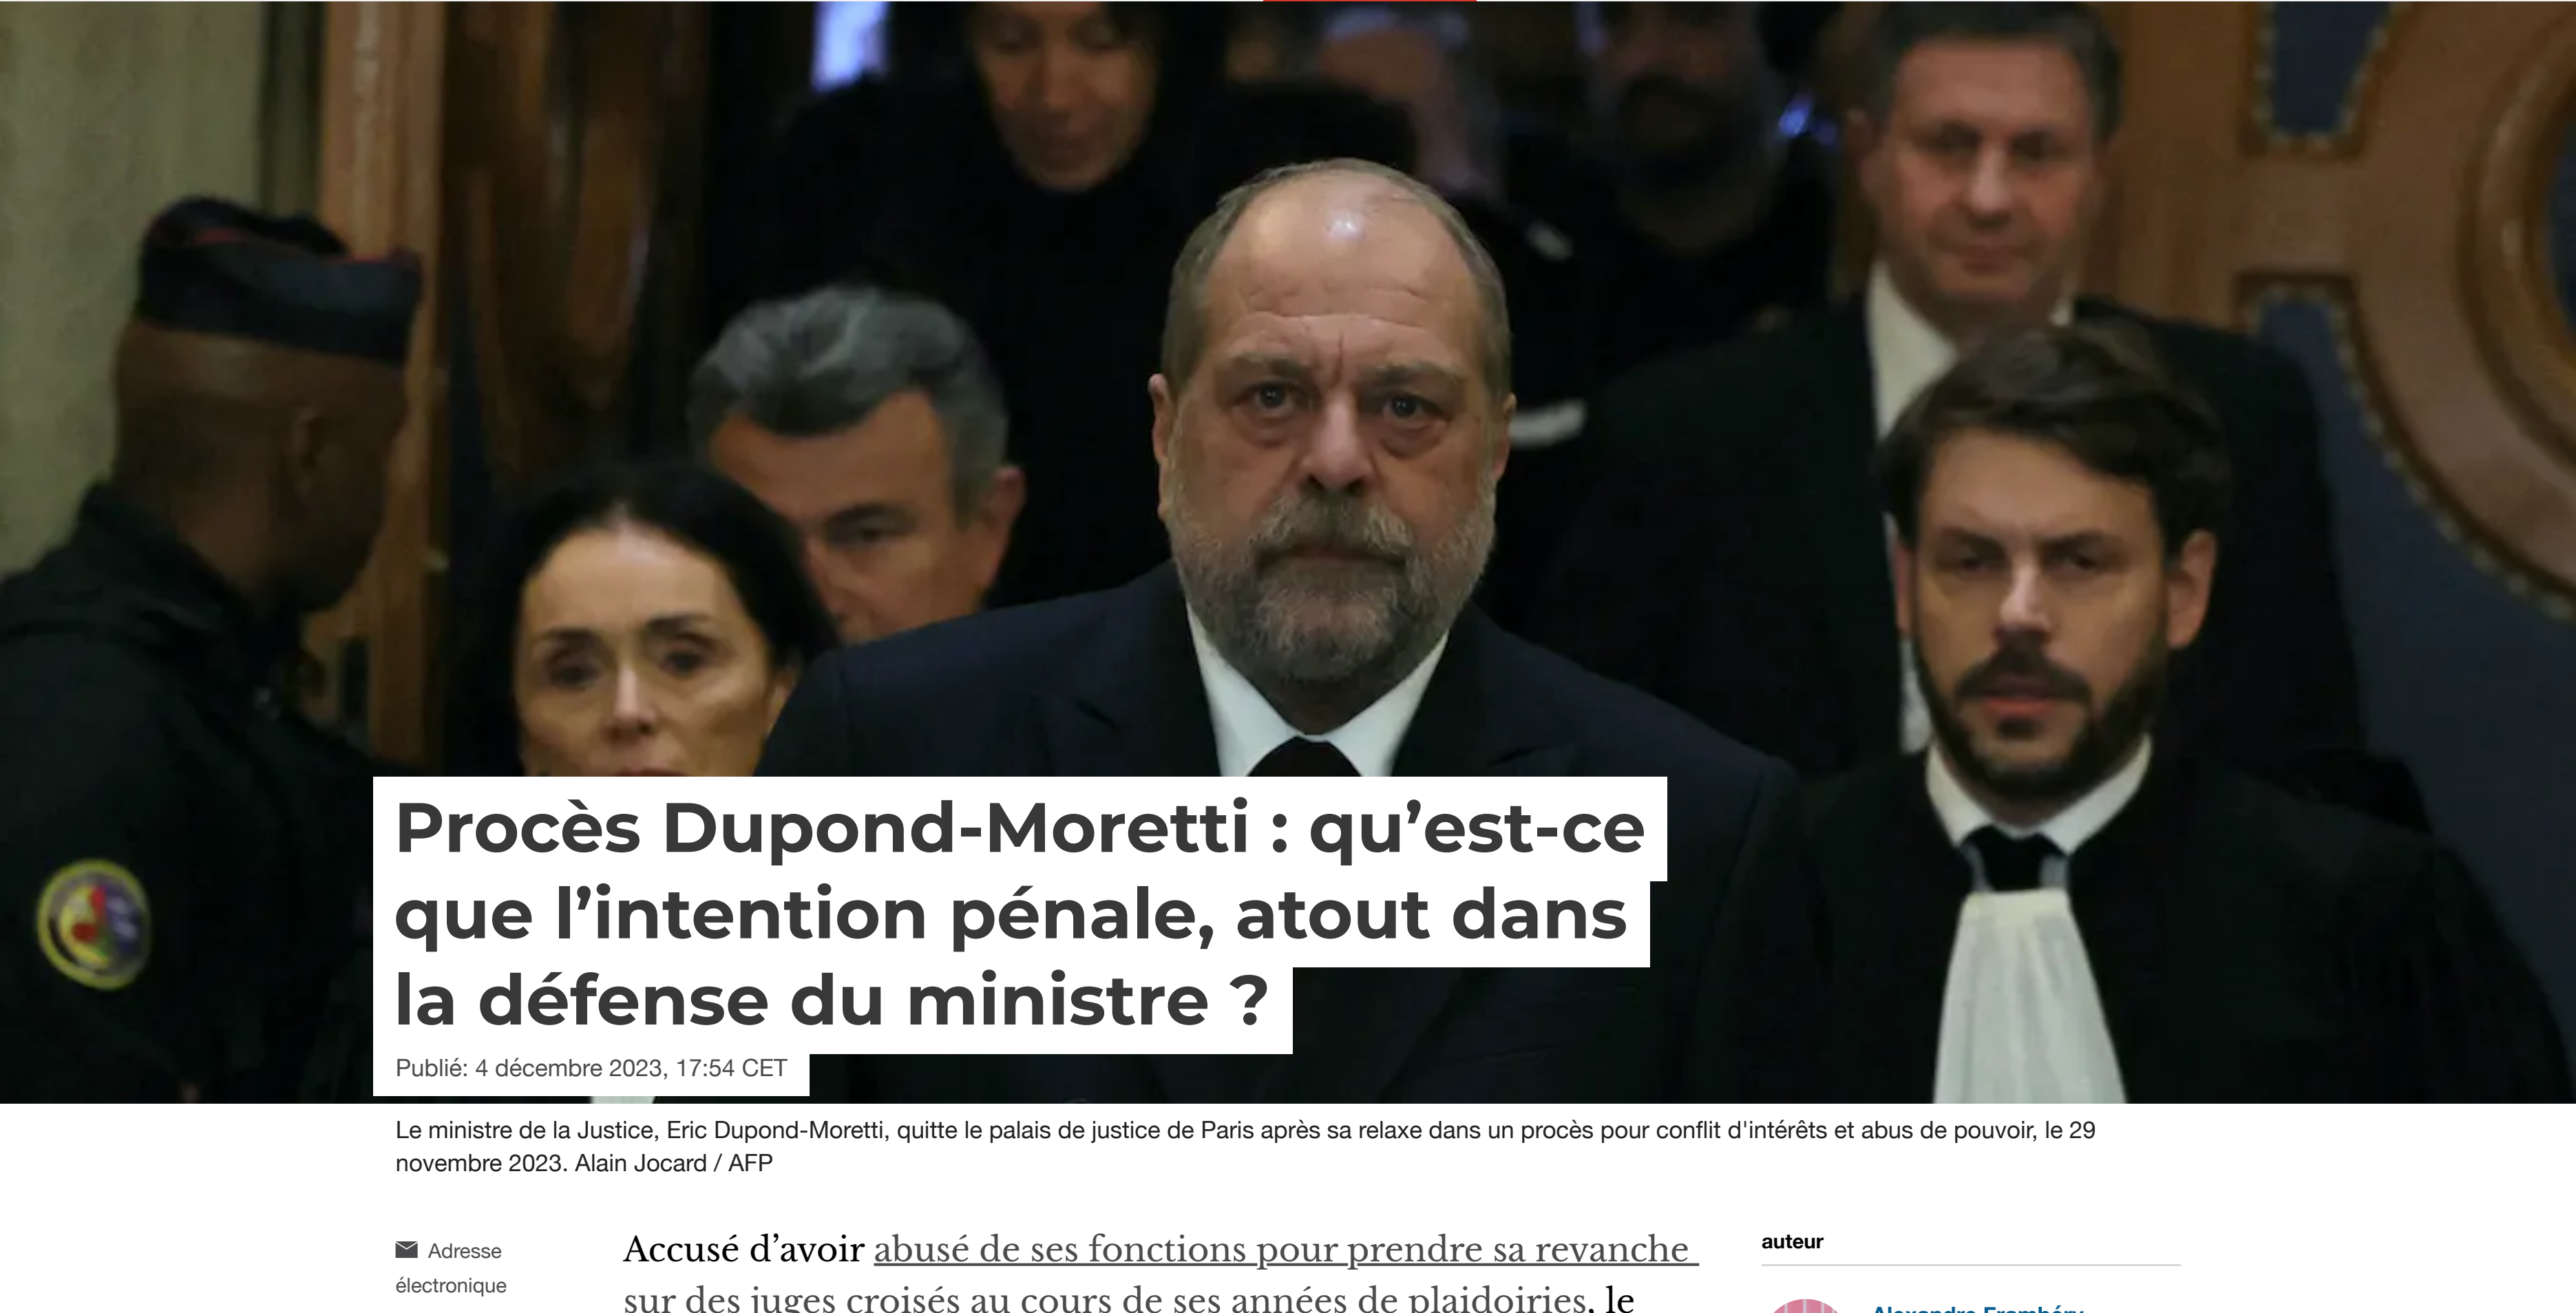 Procès Dupond-Moretti : qu’est-ce
que l’intention pénale, atout dans
la défense du ministre ?
Publié: 4 décembre 2023, 17:54 CET
Le ministre de la Justice, Eric Dupond-Moretti, quitte le palais de justice de Paris après sa relaxe dans un procès pour conflit d'intérêts et abus de pouvoir, le 29
novembre 2023. Alain Jocard / AFP
Adresse
électronique
Accusé d’avoir abusé de ses fonctions pour prendre sa revanche
sur des juges croisés au cours de ses années de plaidoiries, le
auteur
Alexandre Frambéry